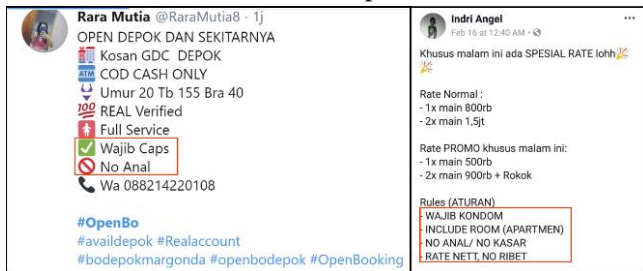 Rara Mutia @RaraMutia8 · 1j
OPEN DEPOK DAN SEKITARNYA
Kosan GDC DEPOK
ATM COD CASH ONLY
Umur 20 Tb 155 Bra 40
💯 REAL Verified
Full Service
✅ Wajib Caps
🚫 No Anal
📞 Wa 088214220108
#OpenBo
#availdepok #Realaccount
#bodepokmargonda #openbodepok #OpenBooking
Indri Angel
Feb 16 at 12:40 AM ·
Khusus malam ini ada SPESIAL RATE lohh🎉
🎉
Rate Normal :
- 1x main 800rb
- 2x main 1,5jt
Rate PROMO khusus malam ini:
- 1x main 500rb
- 2x main 900rb + Rokok
Rules (ATURAN)
- WAJIB KONDOM
- INCLUDE ROOM (APARTMEN)
- NO ANAL/ NO KASAR
- RATE NETT, NO RIBET